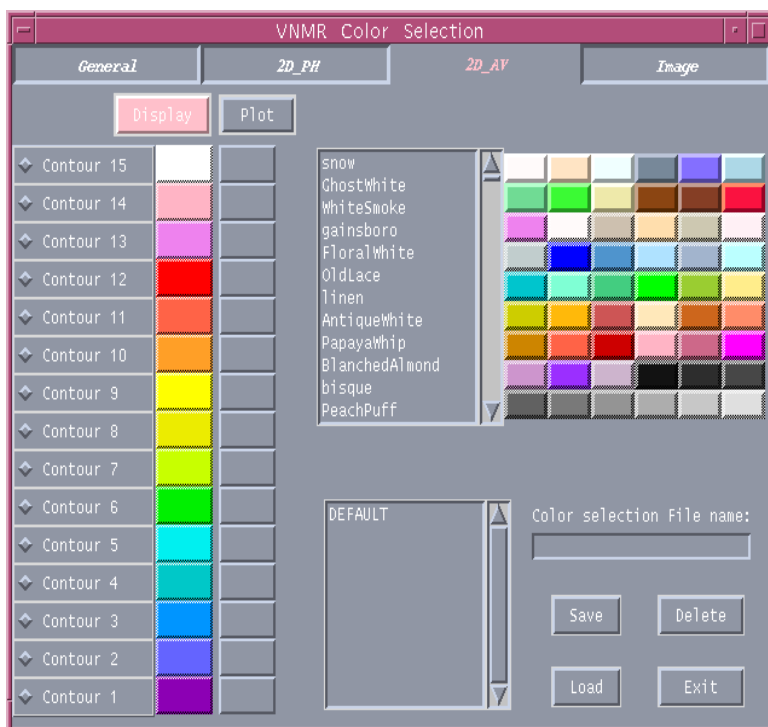 VNMR Color Selection
General 2D_PH 2D_AV Image
Display Plot
Contour 15
Contour 14
Contour 13
Contour 12
Contour 11
Contour 10
Contour 9
Contour 8
Contour 7
Contour 6
Contour 5
Contour 4
Contour 3
Contour 2
Contour 1
snow
GhostWhite
WhiteSmoke
gainsboro
FloralWhite
OldLace
linen
AntiqueWhite
PapayaWhip
BlanchedAlmond
bisque
PeachPuff
DEFAULT
Color selection File name:
Save Delete
Load Exit